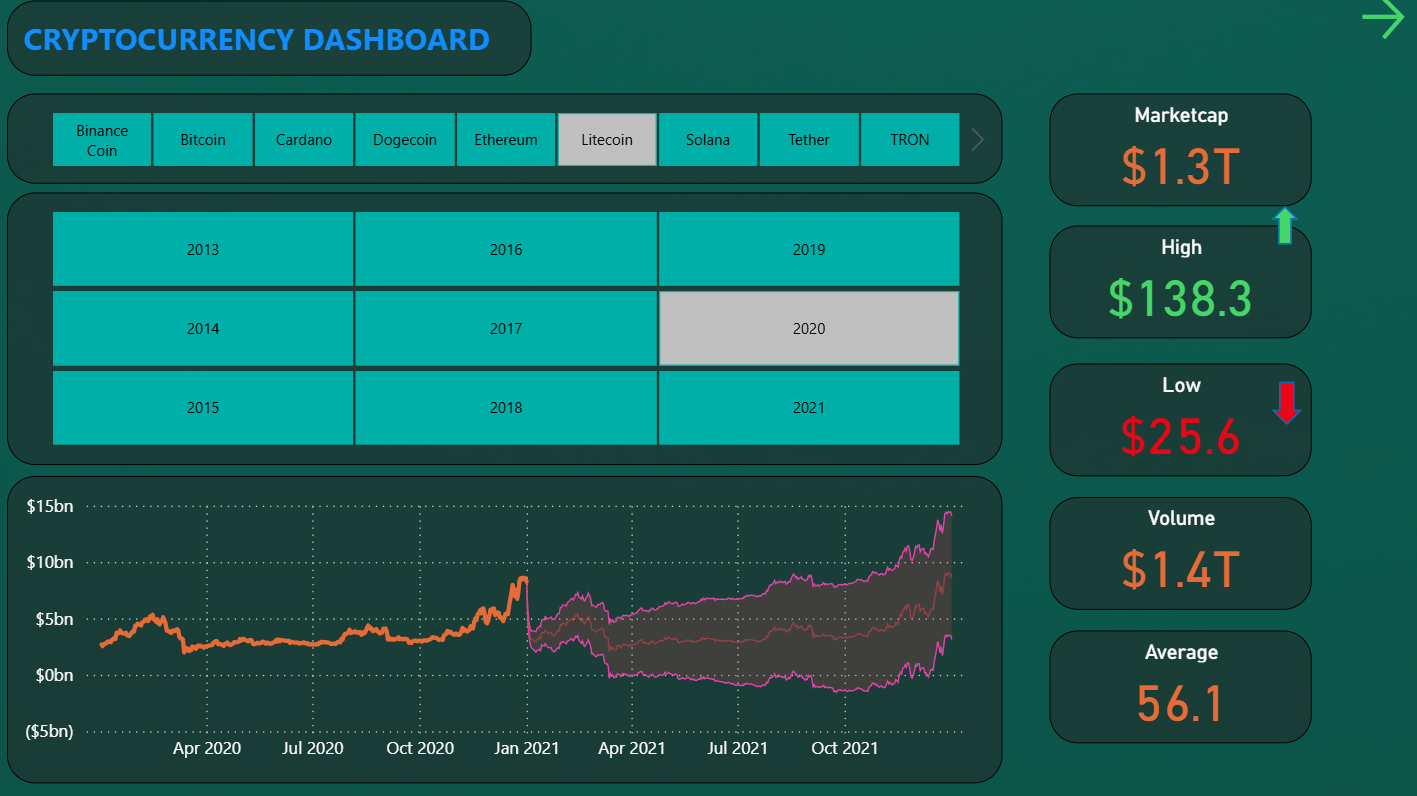 CRYPTOCURRENCY DASHBOARD
Binance
Coin
Bitcoin
Cardano
Dogecoin
Ethereum
Litecoin
Solana
Tether
TRON
2013
2016
2019
2014
2017
2020
2015
2018
2021
$15bn
$10bn
$5bn
$0bn
($5bn)
Apr 2020
Jul 2020
Oct 2020
Jan 2021
Apr 2021
Jul 2021
Oct 2021
Marketcap
$1.3T
High
$138.3
Low
$25.6
Volume
$1.4T
Average
56.1